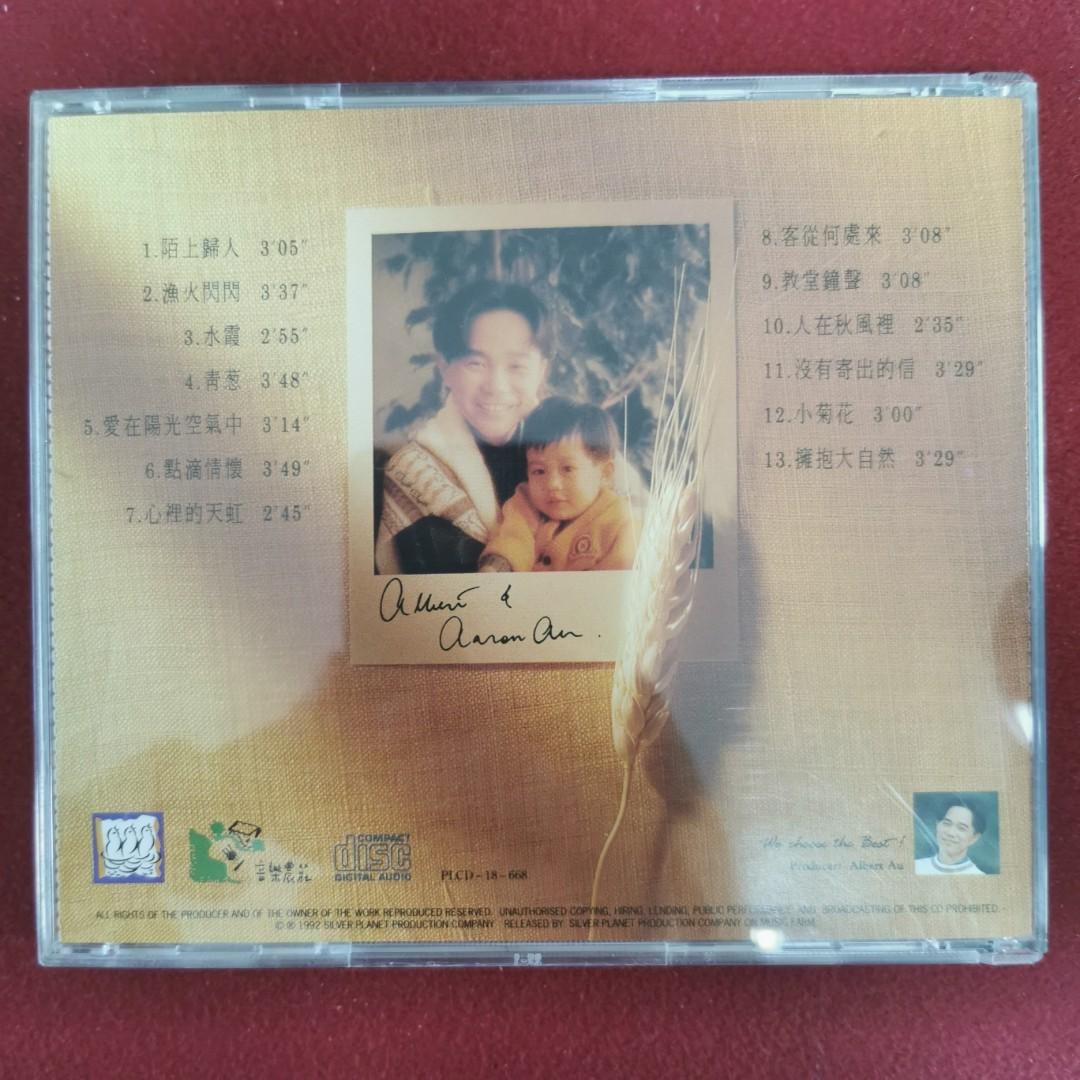 1.陌上歸人 3'05"
2.漁火閃閃 3'37"
3.水霞 2'55"
4.靑葱 3'48"
5.愛在陽光空氣中 3'14"
6.點滴情懷 3'49"
7.心裡的天虹 2'45"
8.客從何處來 3'08"
9.教堂鐘聲 3'08"
10.人在秋風裡 2'35"
11.沒有寄出的信 3'29"
12.小菊花 3'00"
13.擁抱大自然 3'29"
Albert &
Aaron Au.
音樂農莊
COMPACT
disc
DIGITAL AUDIO
PLCD-18-668
"We choose the Best"!
Producer: Albert Au
ALL RIGHTS OF THE PRODUCER AND OF THE OWNER OF THE WORK REPRODUCED RESERVED. UNAUTHORISED COPYING, HIRING, LENDING, PUBLIC PERFORMANCE AND BROADCASTING OF THIS CD PROHIBITED.
© ℗ 1992 SILVER PLANET PRODUCTION COMPANY RELEASED BY SILVER PLANET PRODUCTION COMPANY ON MUSIC FARM